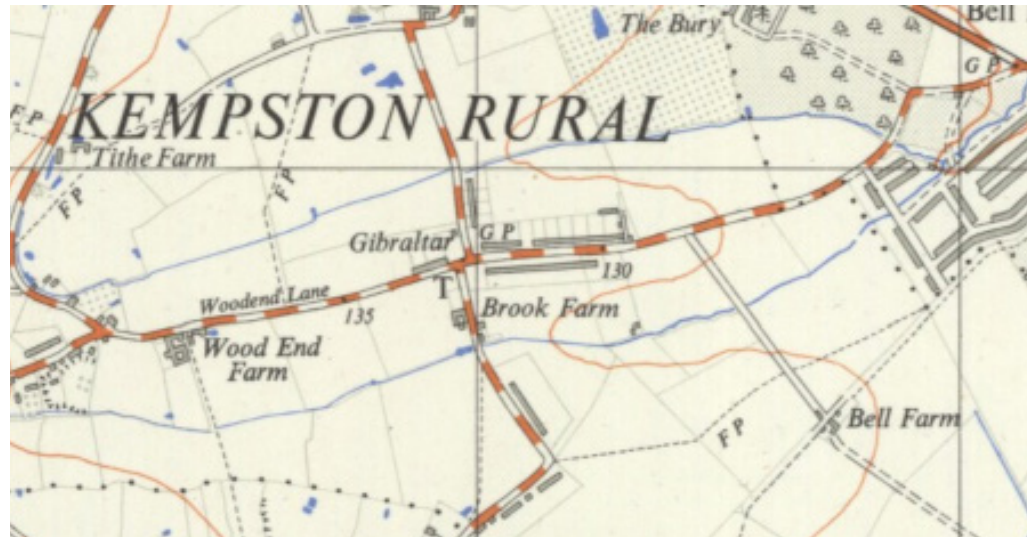 The Bury
Bell
G P
F P
KEMPSTON RURAL
Tithe Farm
F P
F P
Gibraltar
G P
130
T
Woodend Lane
135
Brook Farm
Wood End
Farm
Bell Farm
F P